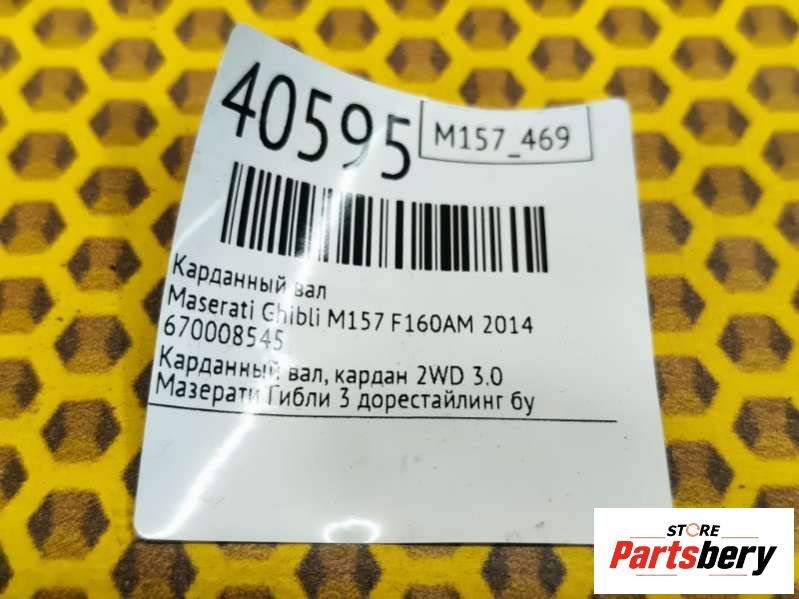 40595
M157_469
Карданный вал
Maserati Ghibli M157 F160AM 2014
670008545
Карданный вал, кардан 2WD 3.0
Мазерати Гибли 3 дорестайлинг бу
STORE
Partsbery